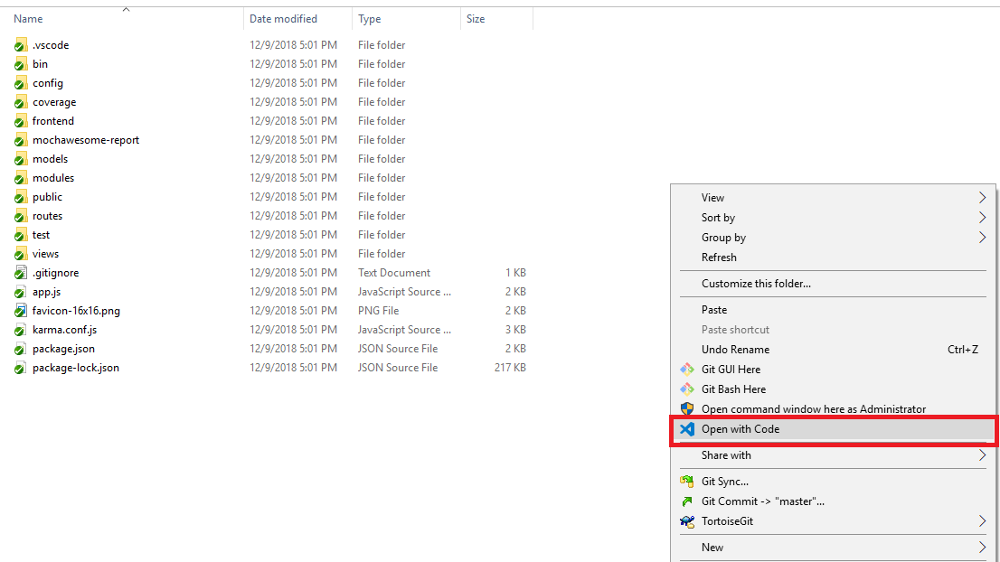 Name Date modified Type Size
.vscode 12/9/2018 5:01 PM File folder
bin 12/9/2018 5:01 PM File folder
config 12/9/2018 5:01 PM File folder
coverage 12/9/2018 5:01 PM File folder
frontend 12/9/2018 5:01 PM File folder
mochawesome-report 12/9/2018 5:01 PM File folder
models 12/9/2018 5:01 PM File folder
modules 12/9/2018 5:01 PM File folder
public 12/9/2018 5:01 PM File folder
routes 12/9/2018 5:01 PM File folder
test 12/9/2018 5:01 PM File folder
views 12/9/2018 5:01 PM File folder
.gitignore 12/9/2018 5:01 PM Text Document 1 KB
app.js 12/9/2018 5:01 PM JavaScript Source ... 2 KB
favicon-16x16.png 12/9/2018 5:01 PM PNG File 2 KB
karma.conf.js 12/9/2018 5:01 PM JavaScript Source ... 3 KB
package.json 12/9/2018 5:01 PM JSON Source File 2 KB
package-lock.json 12/9/2018 5:01 PM JSON Source File 217 KB
View
Sort by
Group by
Refresh
Customize this folder...
Paste
Paste shortcut
Undo Rename Ctrl+Z
Git GUI Here
Git Bash Here
Open command window here as Administrator
Open with Code
Share with
Git Sync...
Git Commit -> "master"...
TortoiseGit
New